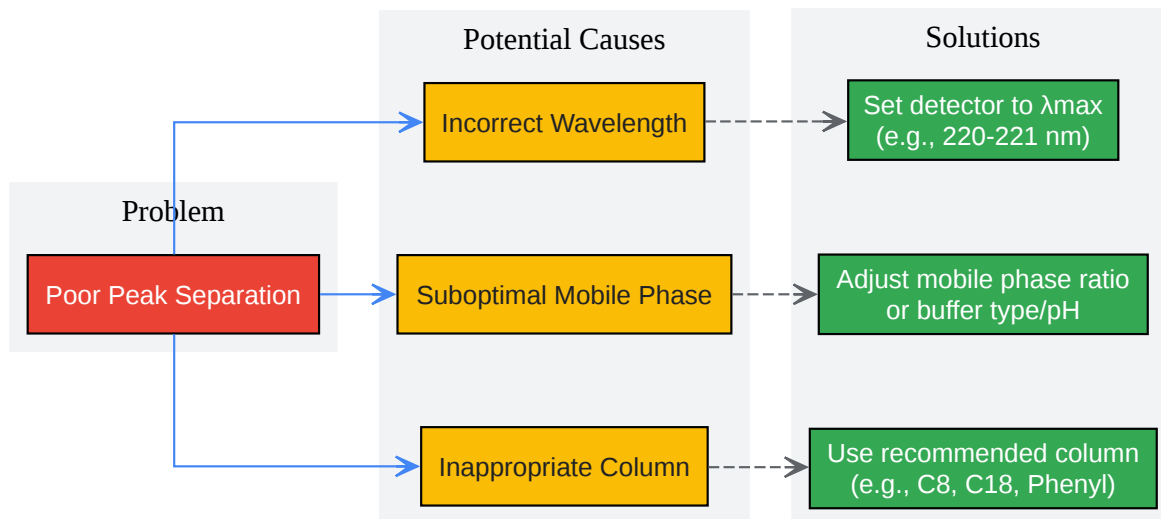 Potential Causes
Solutions
Incorrect Wavelength
Set detector to λmax
(e.g., 220-221 nm)
Problem
Poor Peak Separation
Suboptimal Mobile Phase
Adjust mobile phase ratio
or buffer type/pH
Inappropriate Column
Use recommended column
(e.g., C8, C18, Phenyl)